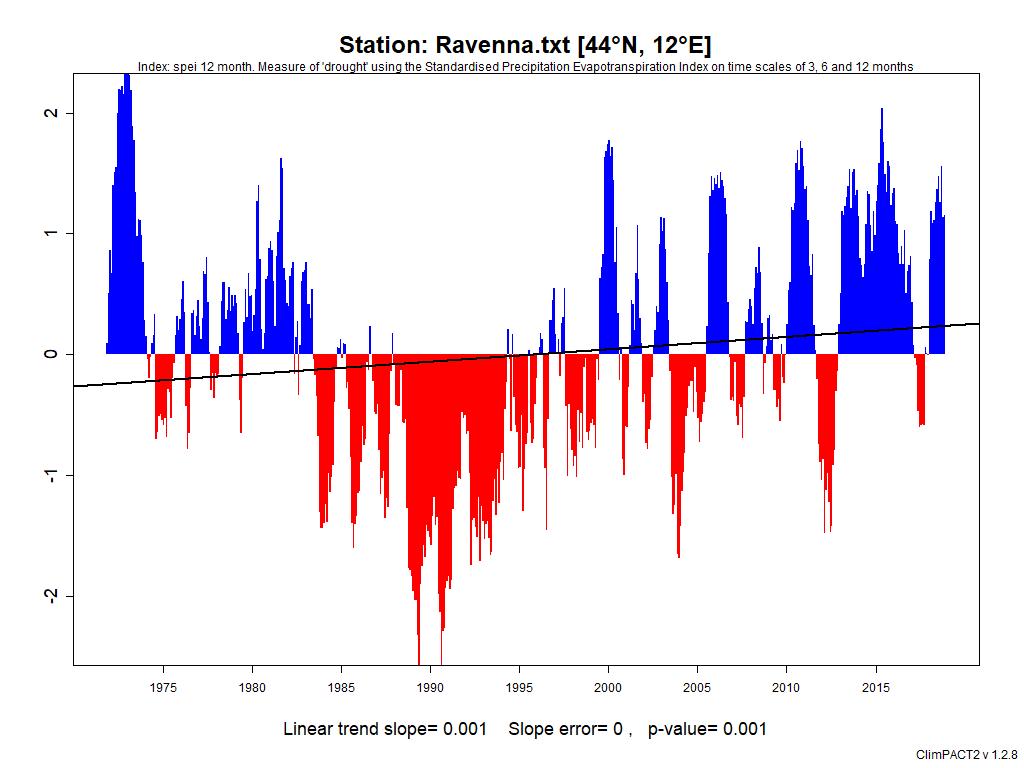 Station: Ravenna.txt [44°N, 12°E]
Index: spei 12 month. Measure of 'drought' using the Standardised Precipitation Evapotranspiration Index on time scales of 3, 6 and 12 months
2
1
0
-1
-2
1975 1980 1985 1990 1995 2000 2005 2010 2015
Linear trend slope= 0.001 Slope error= 0 , p-value= 0.001
ClimPACT2 v 1.2.8